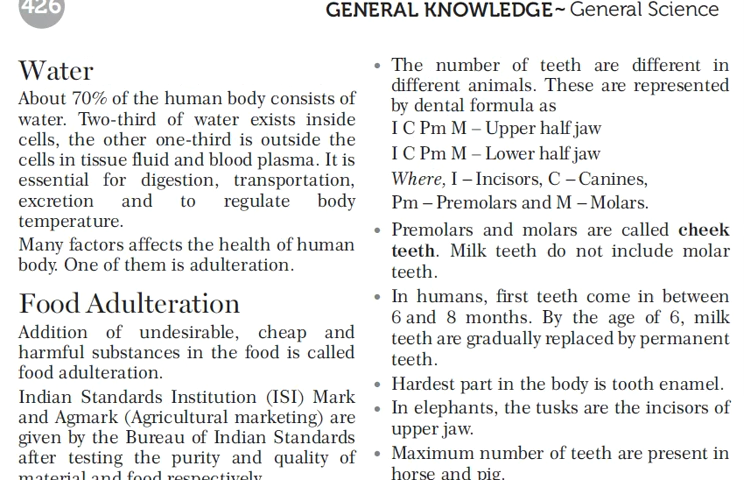 426
GENERAL KNOWLEDGE~ General Science
Water
About 70% of the human body consists of
water. Two-third of water exists inside
cells, the other one-third is outside the
cells in tissue fluid and blood plasma. It is
essential for digestion, transportation,
excretion and to regulate body
temperature.
Many factors affects the health of human
body. One of them is adulteration.
Food Adulteration
Addition of undesirable, cheap and
harmful substances in the food is called
food adulteration.
Indian Standards Institution (ISI) Mark
and Agmark (Agricultural marketing) are
given by the Bureau of Indian Standards
after testing the purity and quality of
material and food respectively.
• The number of teeth are different in
different animals. These are represented
by dental formula as
I C Pm M – Upper half jaw
I C Pm M – Lower half jaw
Where, I – Incisors, C – Canines,
Pm – Premolars and M – Molars.
• Premolars and molars are called cheek
teeth. Milk teeth do not include molar
teeth.
• In humans, first teeth come in between
6 and 8 months. By the age of 6, milk
teeth are gradually replaced by permanent
teeth.
• Hardest part in the body is tooth enamel.
• In elephants, the tusks are the incisors of
upper jaw.
• Maximum number of teeth are present in
horse and pig.